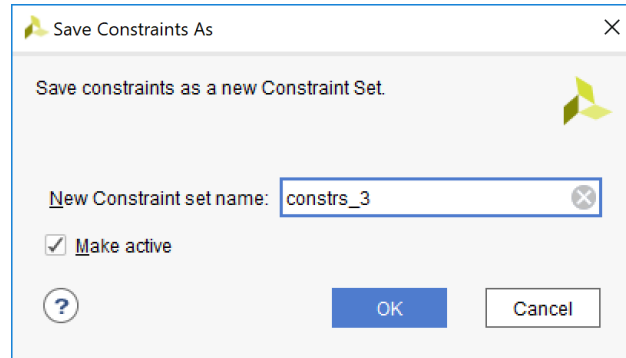 Save Constraints As
Save constraints as a new Constraint Set.
New Constraint set name: constrs_3
Make active
? OK Cancel